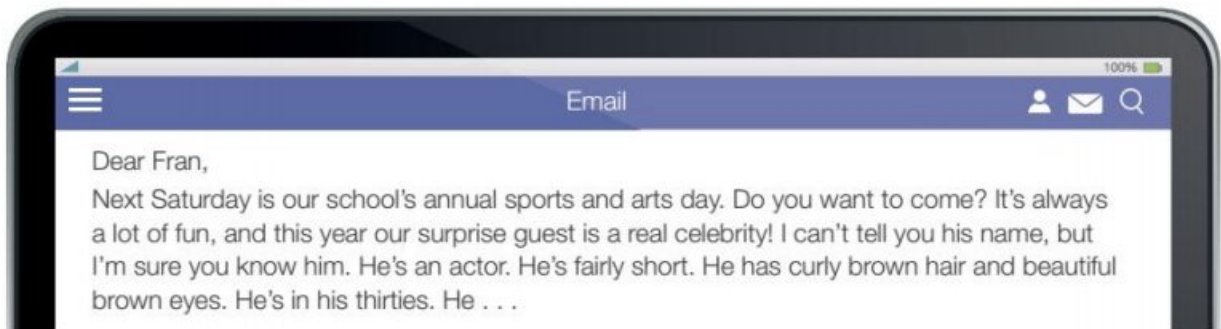 100%
Email
Dear Fran,
Next Saturday is our school's annual sports and arts day. Do you want to come? It's always
a lot of fun, and this year our surprise guest is a real celebrity! I can't tell you his name, but
I'm sure you know him. He's an actor. He's fairly short. He has curly brown hair and beautiful
brown eyes. He's in his thirties. He . . .